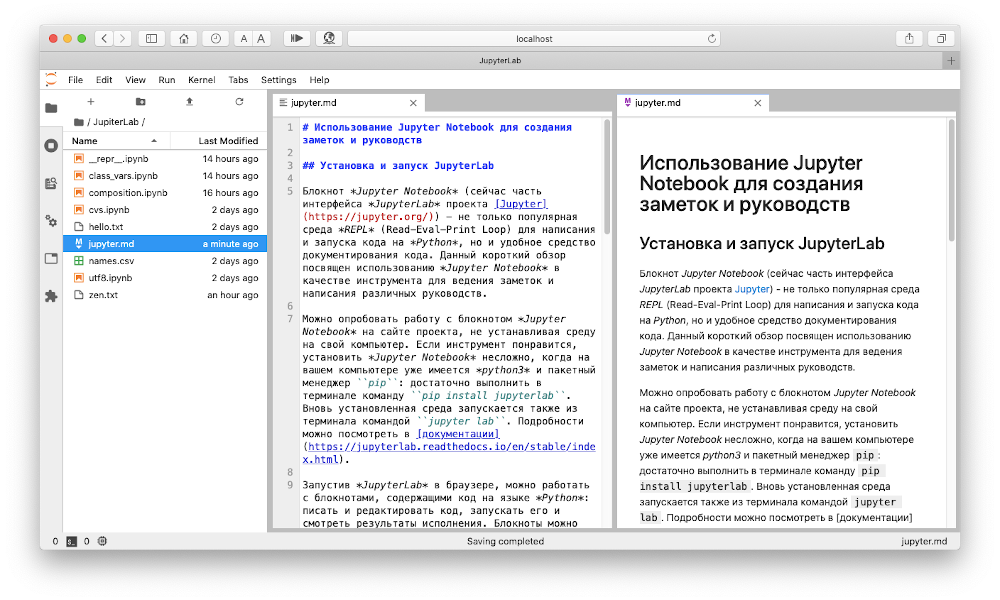 localhost
JupyterLab
File Edit View Run Kernel Tabs Settings Help
/ JupiterLab /
Name Last Modified
__repr__.ipynb 14 hours ago
class_vars.ipynb 14 hours ago
composition.ipynb 16 hours ago
cvs.ipynb 2 days ago
hello.txt 2 days ago
jupyter.md a minute ago
names.csv 2 days ago
utf8.ipynb 2 days ago
zen.txt an hour ago
jupyter.md
1 # Использование Jupyter Notebook для создания
заметок и руководств
2
3 ## Установка и запуск JupyterLab
4
5 Блокнот *Jupyter Notebook* (сейчас часть
интерфейса *JupyterLab* проекта [Jupyter]
(https://jupyter.org/)) – не только популярная
среда *REPL* (Read-Eval-Print Loop) для написания
и запуска кода на *Python*, но и удобное средство
документирования кода. Данный короткий обзор
посвящен использованию *Jupyter Notebook* в
качестве инструмента для ведения заметок и
написания различных руководств.
6
7 Можно опробовать работу с блокнотом *Jupyter
Notebook* на сайте проекта, не устанавливая среду
на свой компьютер. Если инструмент понравится,
установить *Jupyter Notebook* несложно, когда на
вашем компьютере уже имеется *python3* и пакетный
менеджер ``pip``: достаточно выполнить в
терминале команду ``pip install jupyterlab``.
Вновь установленная среда запускается также из
терминала командой ``jupyter lab``. Подробности
можно посмотреть в [документации]
(https://jupyterlab.readthedocs.io/en/stable/inde
x.html).
8
9 Запустив *JupyterLab* в браузере, можно работать
с блокнотами, содержащими код на языке *Python*:
писать и редактировать код, запускать его и
смотреть результаты исполнения. Блокноты можно
jupyter.md
Использование Jupyter
Notebook для создания
заметок и руководств
Установка и запуск JupyterLab
Блокнот Jupyter Notebook (сейчас часть интерфейса
JupyterLab проекта Jupyter) - не только популярная среда
REPL (Read-Eval-Print Loop) для написания и запуска кода
на Python, но и удобное средство документирования
кода. Данный короткий обзор посвящен использованию
Jupyter Notebook в качестве инструмента для ведения
заметок и написания различных руководств.
Можно опробовать работу с блокнотом Jupyter Notebook
на сайте проекта, не устанавливая среду на свой
компьютер. Если инструмент понравится, установить
Jupyter Notebook несложно, когда на вашем компьютере
уже имеется python3 и пакетный менеджер pip:
достаточно выполнить в терминале команду pip
install jupyterlab. Вновь установленная среда
запускается также из терминала командой jupyter
lab. Подробности можно посмотреть в [документации]
0 0 Saving completed jupyter.md